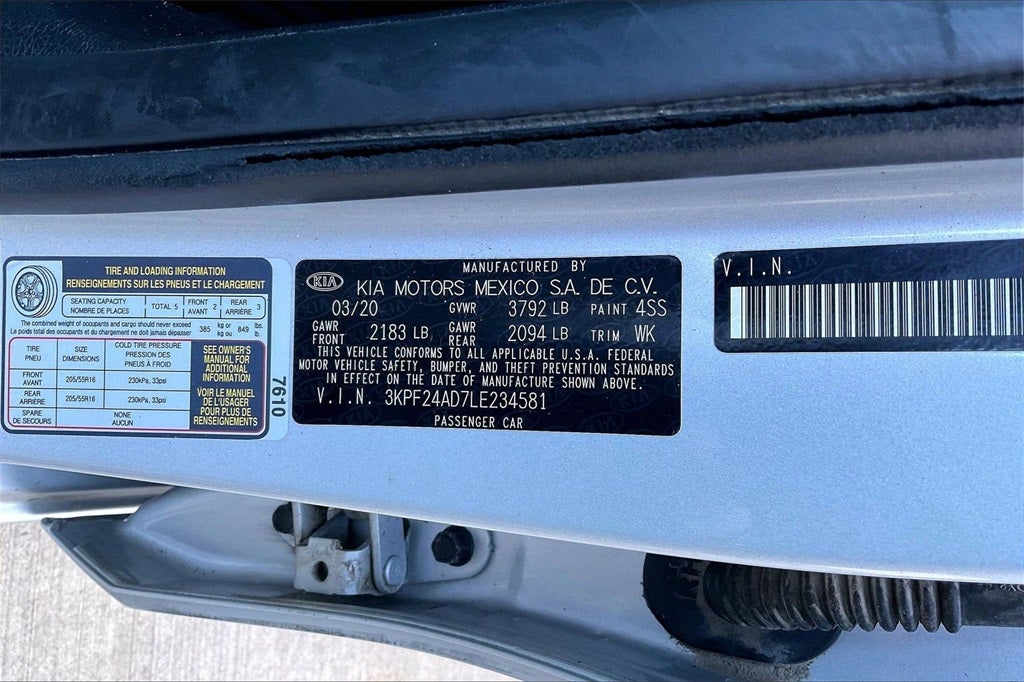 TIRE AND LOADING INFORMATION
RENSEIGNEMENTS SUR LES PNEUS ET LE CHARGEMENT
SEATING CAPACITY TOTAL 5 FRONT 2 REAR 3
NOMBRE DE PLACES AVANT ARRIÈRE
The combined weight of occupants and cargo should never exceed 385 kg or 849 lbs.
Le poids total des occupants et du chargement ne doit jamais dépasser kg ou lb.
TIRE SIZE COLD TIRE PRESSURE
PNEU DIMENSIONS PRESSION DES
PNEUS À FROID
FRONT 205/55R16 230kPa, 33psi
AVANT
REAR 205/55R16 230kPa, 33psi
ARRIÈRE
SPARE NONE
DE SECOURS AUCUN
SEE OWNER'S
MANUAL FOR
ADDITIONAL
INFORMATION
VOIR LE MANUEL
DE L'USAGER
POUR PLUS DE
RENSEIGNEMENTS
7610
MANUFACTURED BY
KIA KIA MOTORS MEXICO S.A. DE C.V.
03/20 GVWR 3792 LB PAINT 4SS
GAWR FRONT 2183 LB GAWR REAR 2094 LB TRIM WK
THIS VEHICLE CONFORMS TO ALL APPLICABLE U.S.A. FEDERAL
MOTOR VEHICLE SAFETY, BUMPER, AND THEFT PREVENTION STANDARDS
IN EFFECT ON THE DATE OF MANUFACTURE SHOWN ABOVE.
V.I.N. 3KPF24AD7LE234581
PASSENGER CAR
V.I.N.